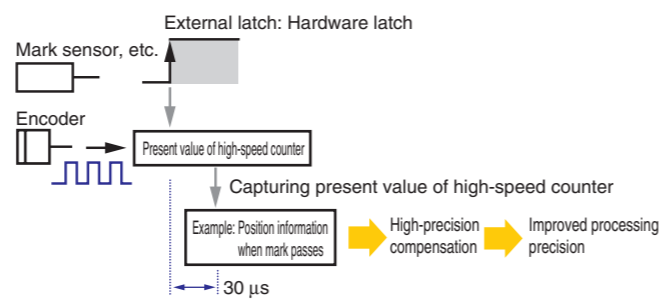 External latch: Hardware latch
Mark sensor, etc.
Encoder
Present value of high-speed counter
Capturing present value of high-speed counter
Example: Position information
when mark passes
High-precision
compensation
Improved processing
precision
30 μs